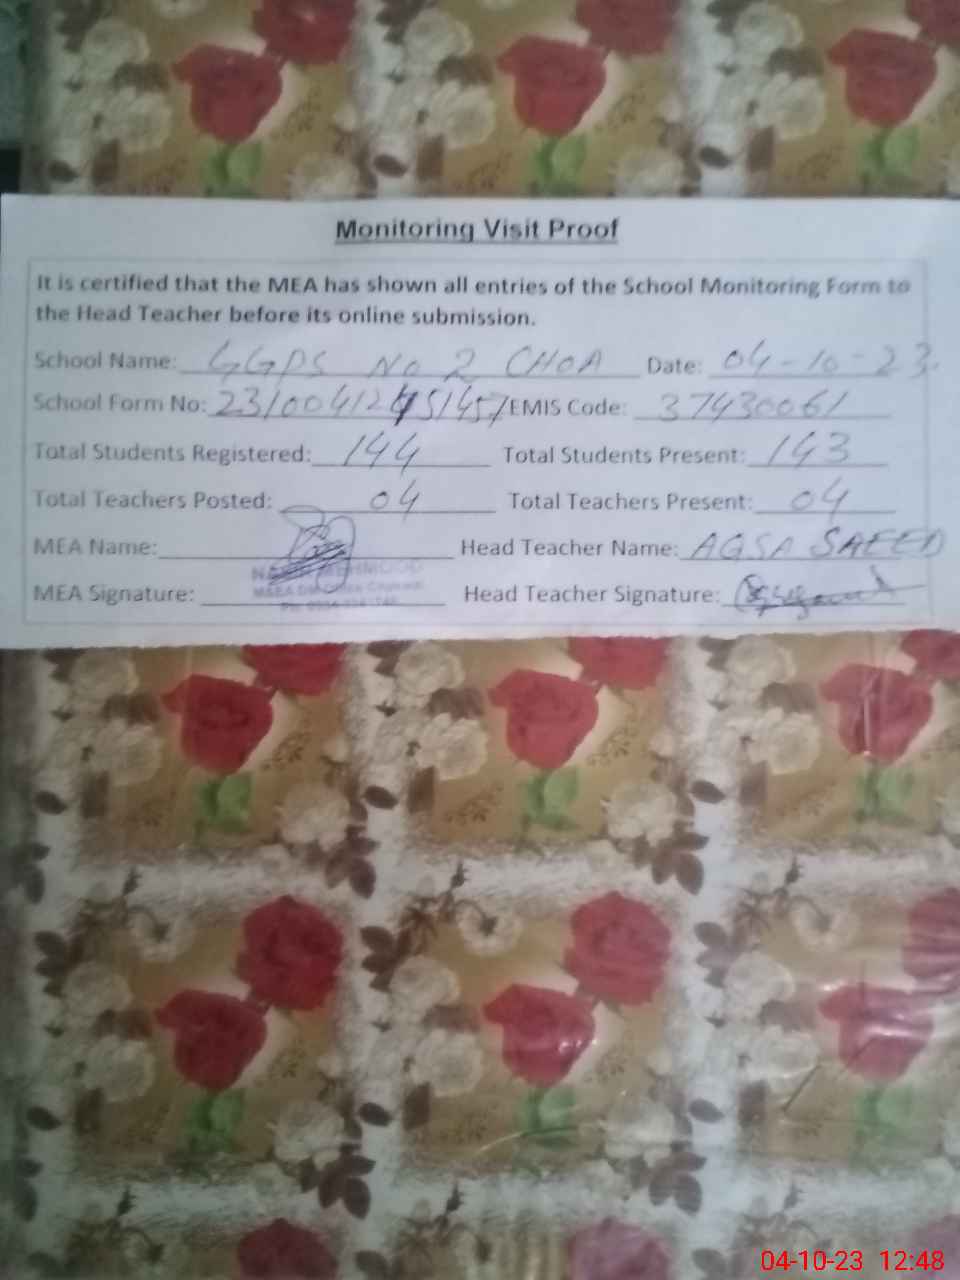 Monitoring Visit Proof
It is certified that the MEA has shown all entries of the School Monitoring Form to
the Head Teacher before its online submission.
School Name: GGPS No 2 CHOA Date: 04-10-23.
School Form No: EMIS Code: 37430061
Total Students Registered: 144 Total Students Present: 143
Total Teachers Posted: 04 Total Teachers Present: 04
MEA Name: Head Teacher Name: AQSA SAEED
MEA Signature: Head Teacher Signature:
04-10-23 12:48